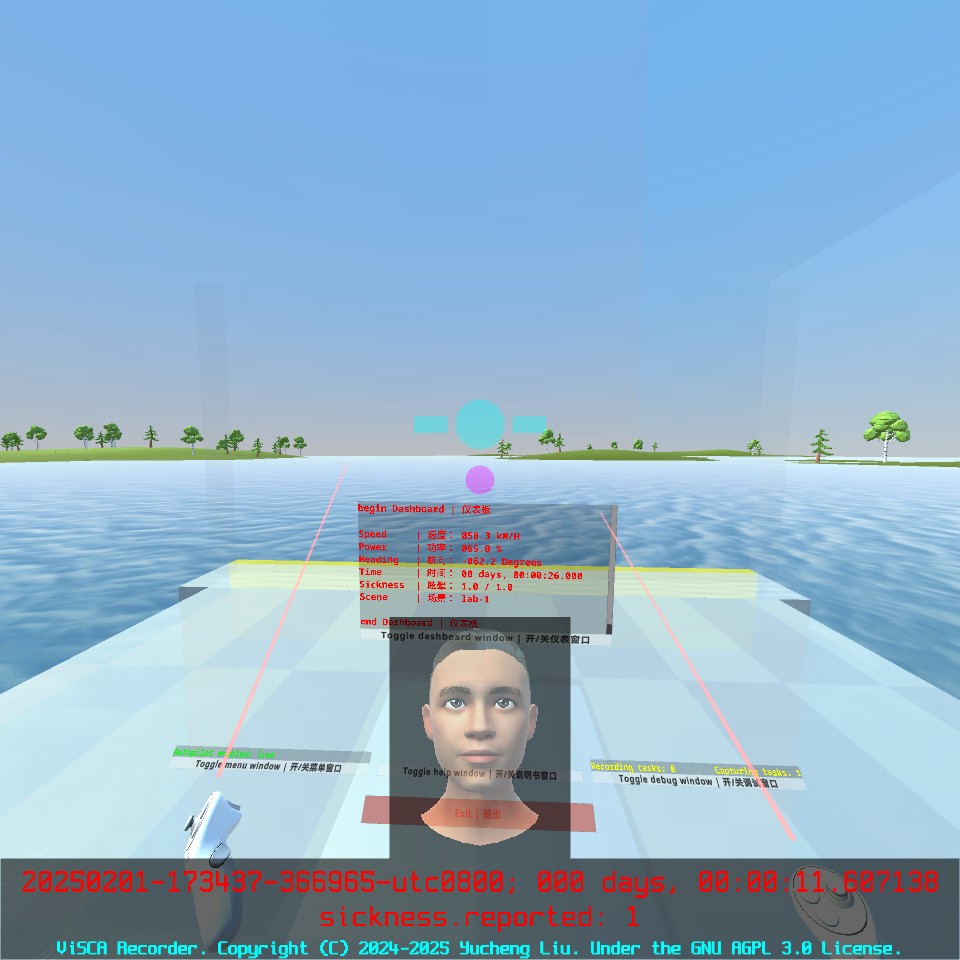 begin Dashboard | 仪表板
Speed | 速度： 050.3 kM/H
Power | 功率： 065.0 %
Heading | 航向： -062.2 Degrees
Time | 时间： 00 days, 00:00:26.000
Sickness | 眩晕： 1.0 / 1.0
Scene | 场景： lab-1
end Dashboard | 仪表板
Toggle dashboard window | 开/关仪表窗口
Autopilot
Toggle menu window | 开/关菜单窗口
Toggle help window | 开/关说明书窗口
Recording tasks: 0 Capturing tasks: 1
Toggle debug window | 开/关调试窗口
Exit | 退出
20250201-173437-366965-utc0800; 000 days, 00:00:11.607138
sickness.reported: 1
ViSCA Recorder. Copyright (C) 2024-2025 Yucheng Liu. Under the GNU AGPL 3.0 License.